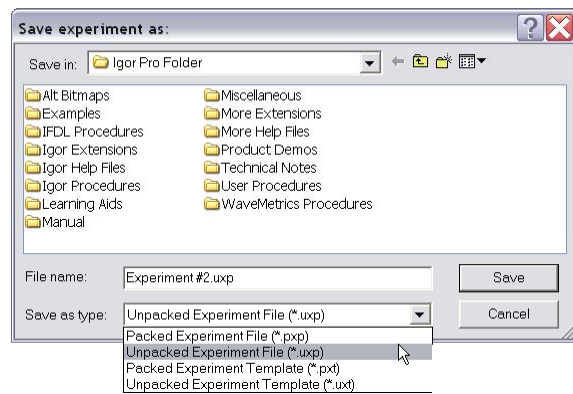 Save experiment as:
Save in: Igor Pro Folder
Alt Bitmaps
Examples
IFDL Procedures
Igor Extensions
Igor Help Files
Igor Procedures
Learning Aids
Manual
Miscellaneous
More Extensions
More Help Files
Product Demos
Technical Notes
User Procedures
WaveMetrics Procedures
File name: Experiment #2.uxp
Save
Save as type: Unpacked Experiment File (*.uxp)
Cancel
Packed Experiment File (*.pxp)
Unpacked Experiment File (*.uxp)
Packed Experiment Template (*.pxt)
Unpacked Experiment Template (*.uxt)